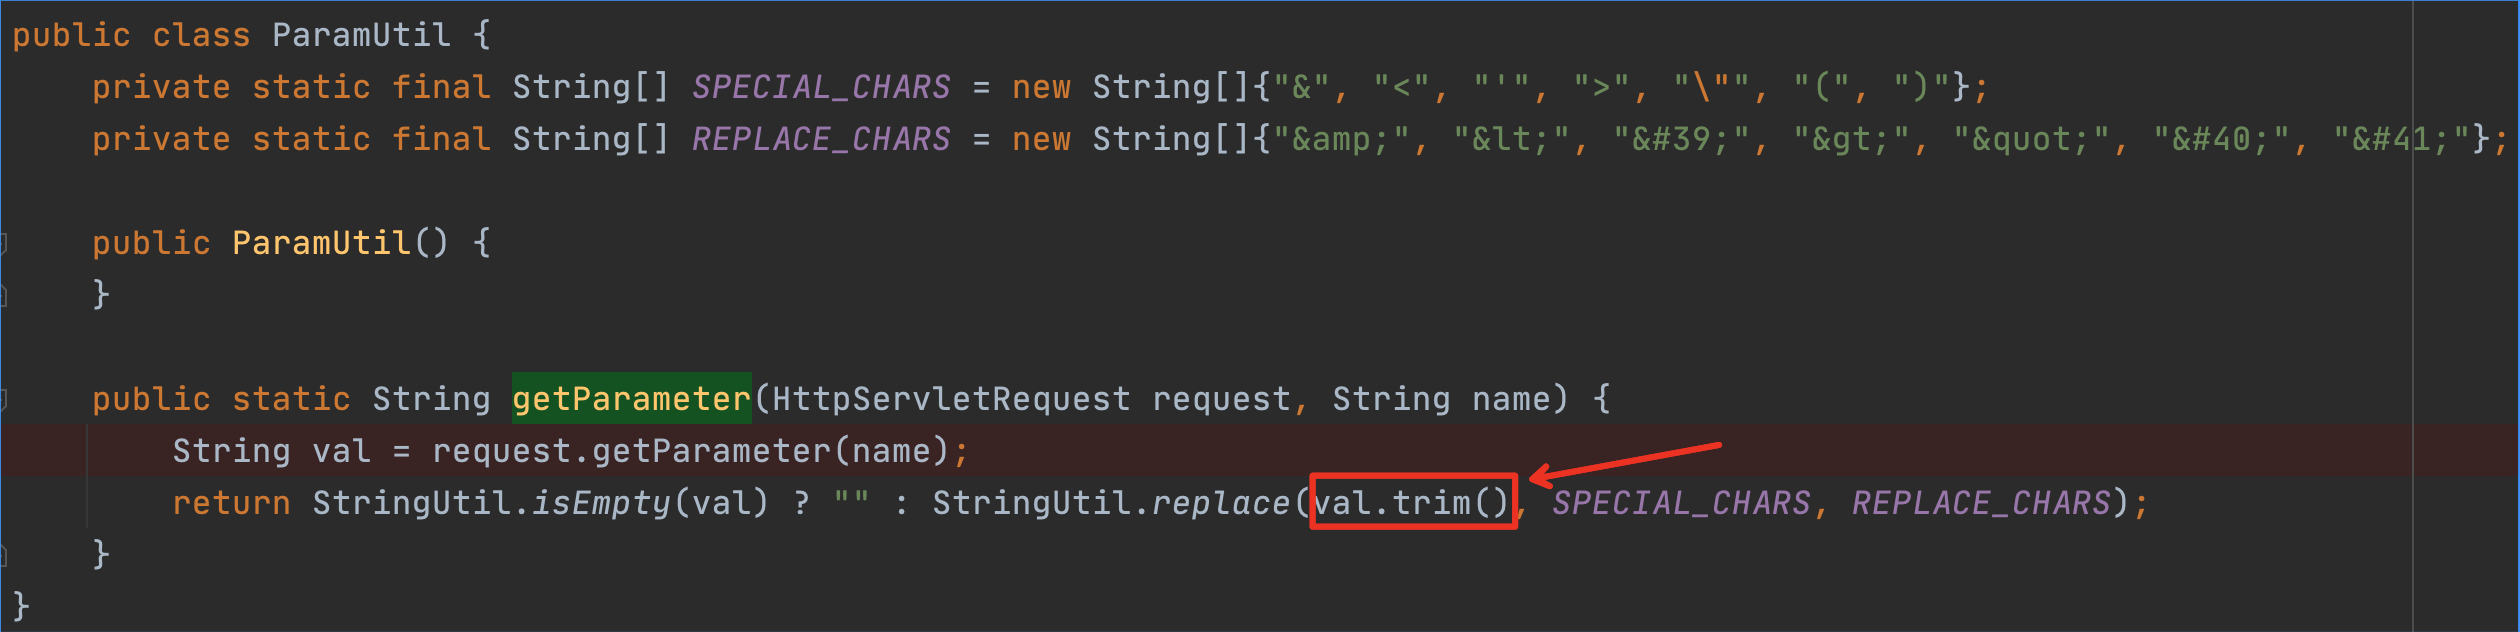 public class ParamUtil {
    private static final String[] SPECIAL_CHARS = new String[]{"&", "<", "'", ">", "\"", "(", ")"};
    private static final String[] REPLACE_CHARS = new String[]{"&amp;", "&lt;", "&#39;", "&gt;", "&quot;", "&#40;", "&#41;"};
    public ParamUtil() {
    }
    public static String getParameter(HttpServletRequest request, String name) {
        String val = request.getParameter(name);
        return StringUtil.isEmpty(val) ? "" : StringUtil.replace(val.trim(), SPECIAL_CHARS, REPLACE_CHARS);
    }
}